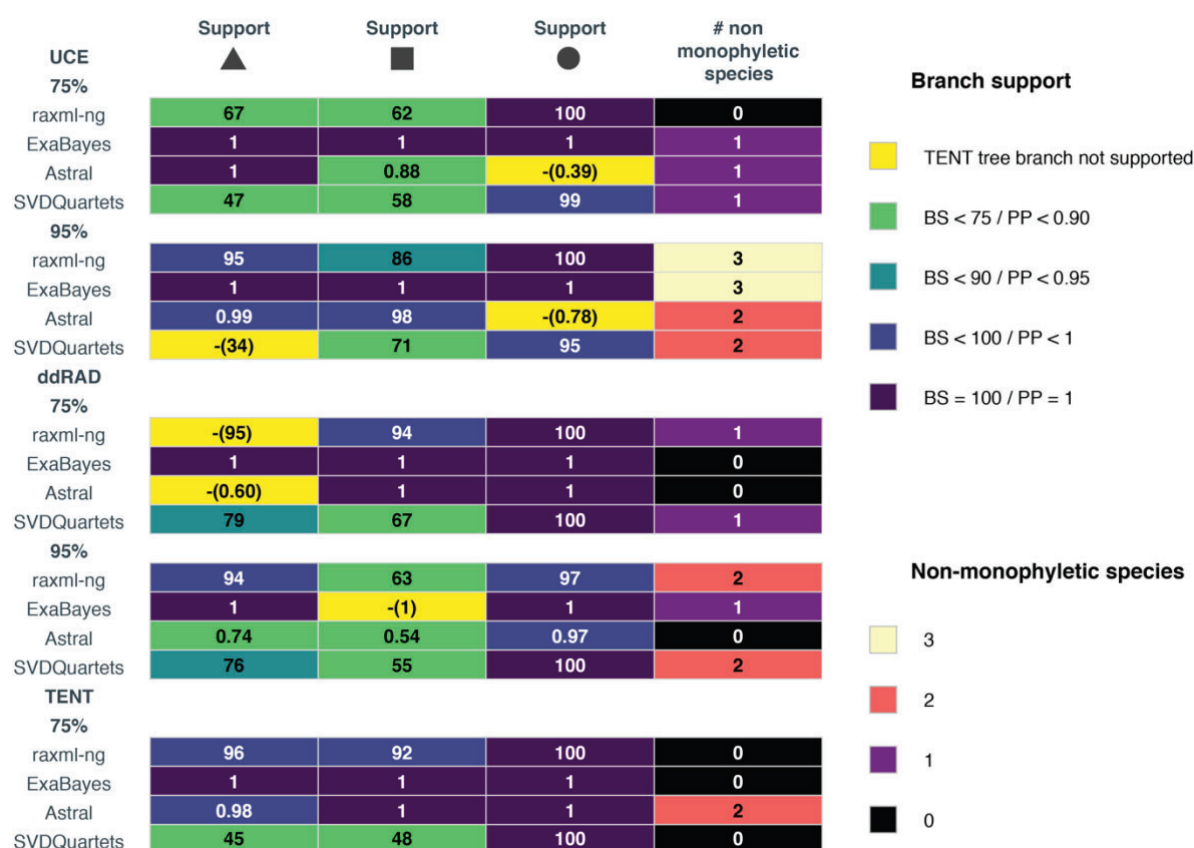 Support Support Support # non monophyletic species
UCE
75%
raxml-ng 67 62 100 0
ExaBayes 1 1 1 1
Astral 1 0.88 -(0.39) 1
SVDQuartets 47 58 99 1
95%
raxml-ng 95 86 100 3
ExaBayes 1 1 1 3
Astral 0.99 98 -(0.78) 2
SVDQuartets -(34) 71 95 2
ddRAD
75%
raxml-ng -(95) 94 100 1
ExaBayes 1 1 1 0
Astral -(0.60) 1 1 0
SVDQuartets 79 67 100 1
95%
raxml-ng 94 63 97 2
ExaBayes 1 -(1) 1 1
Astral 0.74 0.54 0.97 0
SVDQuartets 76 55 100 2
TENT
75%
raxml-ng 96 92 100 0
ExaBayes 1 1 1 0
Astral 0.98 1 1 2
SVDQuartets 45 48 100 0
Branch support
TENT tree branch not supported
BS < 75 / PP < 0.90
BS < 90 / PP < 0.95
BS < 100 / PP < 1
BS = 100 / PP = 1
Non-monophyletic species
3
2
1
0